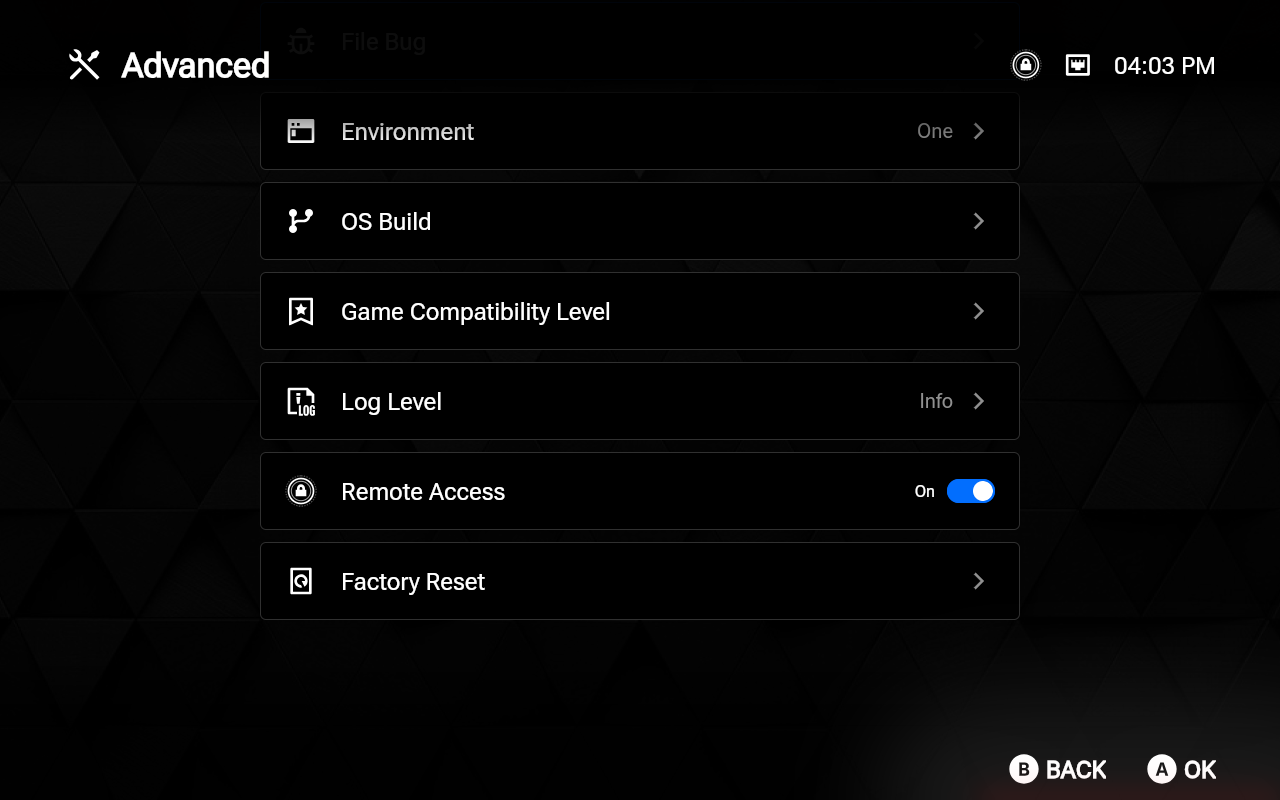 File Bug
Advanced
04:03 PM
Environment One
OS Build
Game Compatibility Level
LOG Log Level Info
Remote Access On
Factory Reset
B BACK A OK